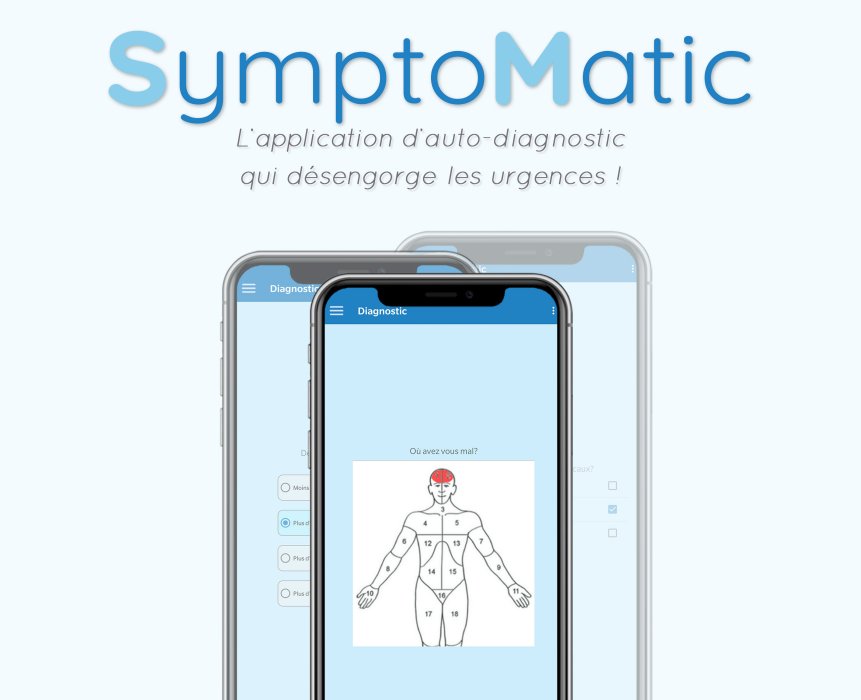 SymptoMatic
L'application d'auto-diagnostic
qui désengorge les urgences !
Diagnostic
Moins
Plus
Plus
Plus
Diagnostic
Où avez vous mal?
3
4 5
6 7
12 13
8 9
14 15
10 16 11
17 18